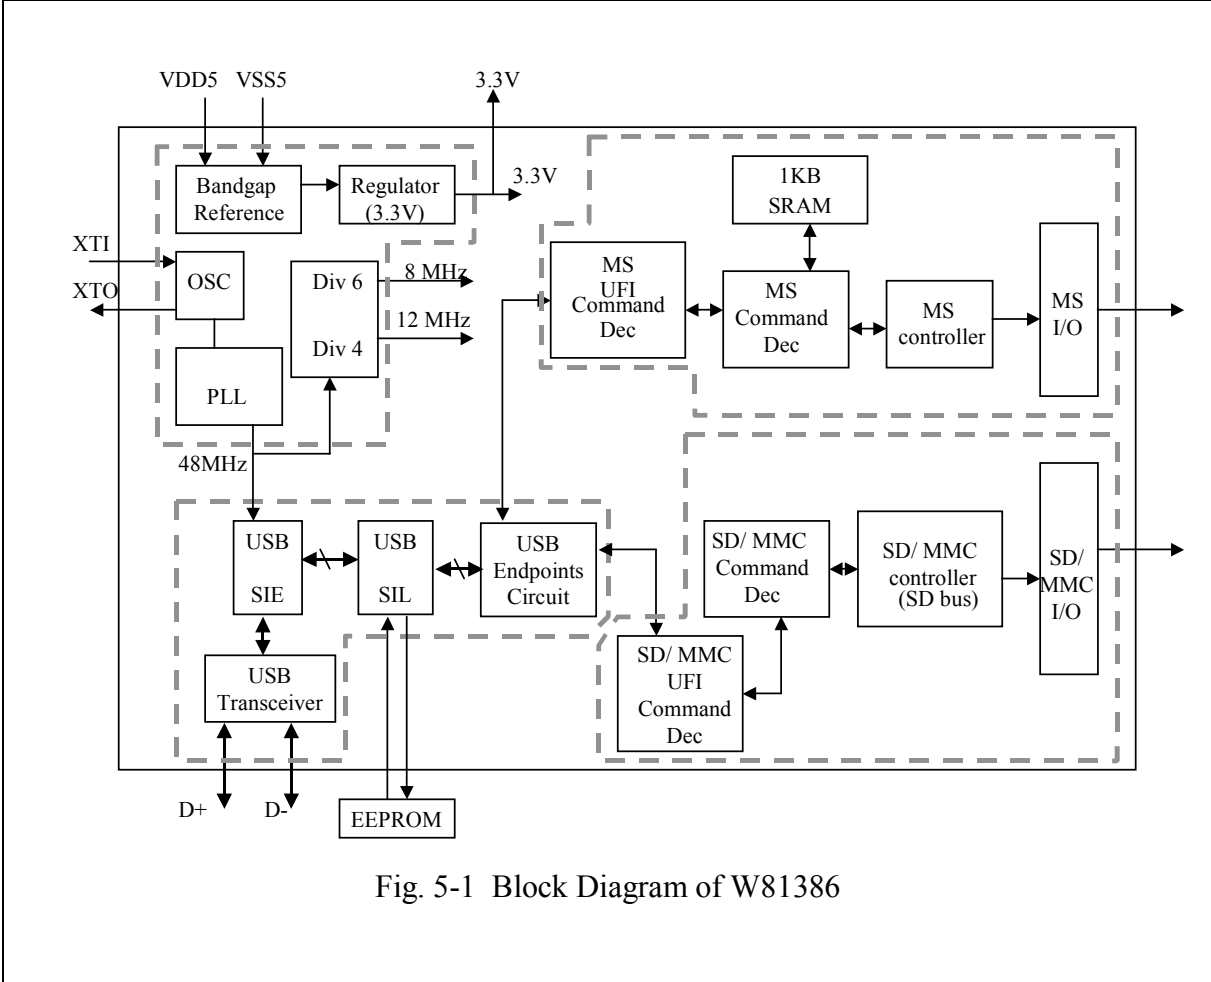 VDD5
VSS5
3.3V
Bandgap
Reference
Regulator
(3.3V)
3.3V
1KB
SRAM
XTI
XTO
OSC
Div 6
8 MHz
12 MHz
Div 4
PLL
48MHz
MS
UFI
Command
Dec
MS
Command
Dec
MS
controller
MS
I/O
USB
SIE
USB
SIL
USB
Endpoints
Circuit
SD/ MMC
Command
Dec
SD/ MMC
controller
(SD bus)
SD/
MMC
I/O
USB
Transceiver
SD/ MMC
UFI
Command
Dec
D+
D-
EEPROM
Fig. 5-1 Block Diagram of W81386